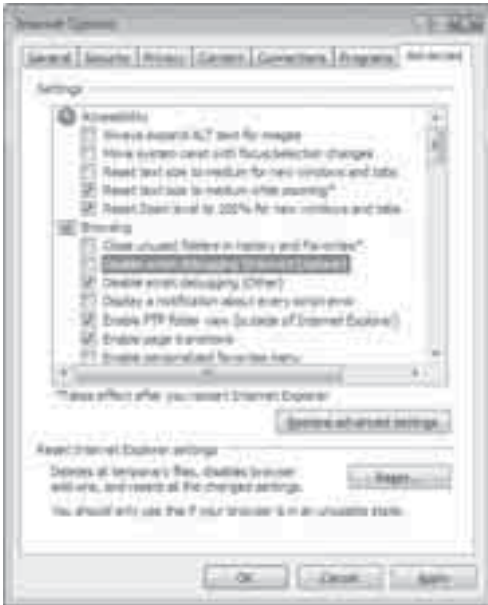 Internet Options
General Security Privacy Content Connections Programs Advanced
Settings
Accessibility
Always expand ALT text for images
Move system caret with focus/selection changes
Reset text size to medium for new windows and tabs
Reset text size to medium while zooming*
Reset Zoom level to 100% for new windows and tabs
Browsing
Close unused folders in History and Favorites*
Disable script debugging (Internet Explorer)
Disable script debugging (Other)
Display a notification about every script error
Enable FTP folder view (outside of Internet Explorer)
Enable page transitions
Enable personalized favorites menu
*Takes effect after you restart Internet Explorer
Restore advanced settings
Reset Internet Explorer settings
Deletes all temporary files, disables browser
add-ons, and resets all the changed settings.
Reset...
You should only use this if your browser is in an unusable state.
OK Cancel Apply